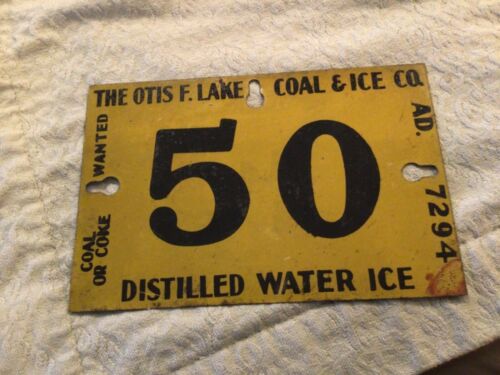 THE OTIS F. LAKE COAL & ICE CO.
AD. 7294
WANTED
COAL
OR COKE
50
DISTILLED WATER ICE